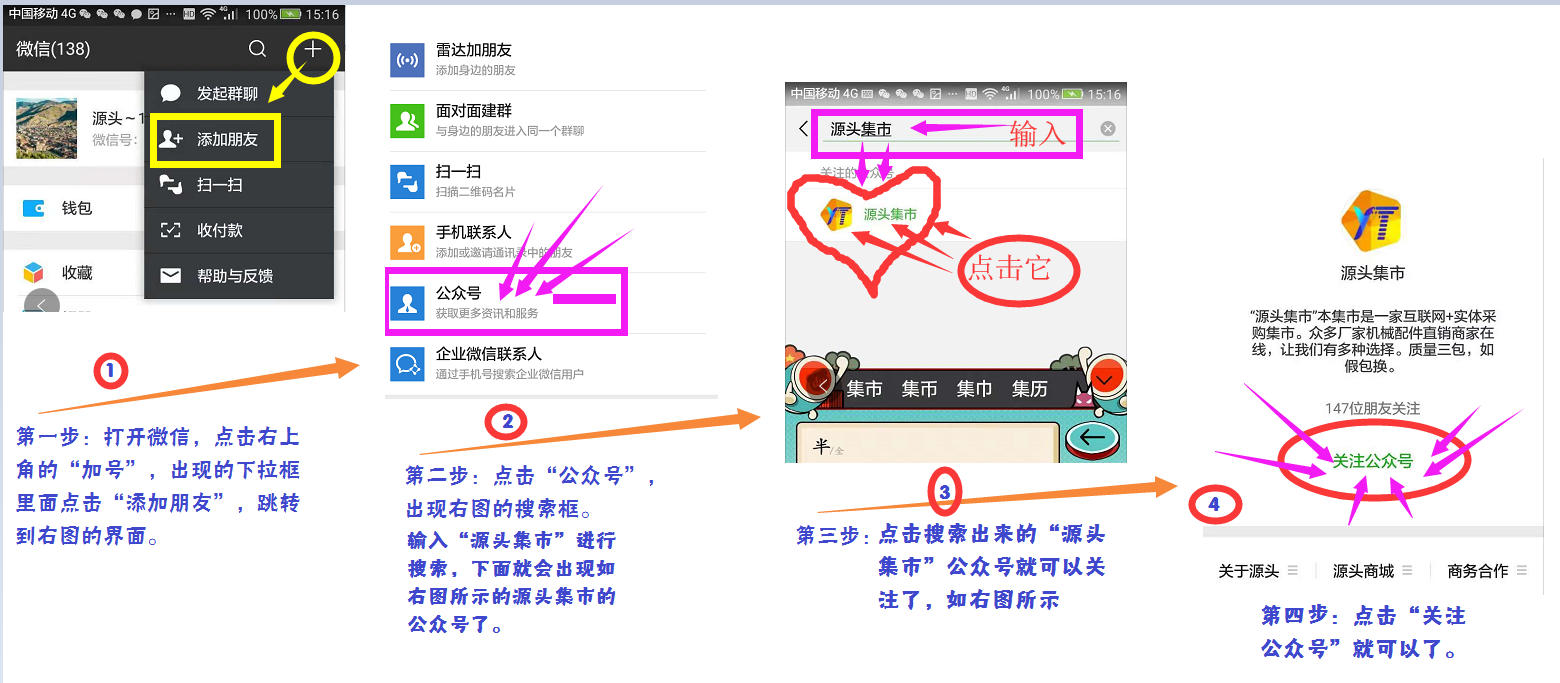 中国移动 4G ··· HD 4G 100% 15:16
微信(138)
发起群聊
源头～1
微信号:
添加朋友
扫一扫
钱包
收付款
收藏
帮助与反馈
1
第一步：打开微信，点击右上
角的“加号”，出现的下拉框
里面点击“添加朋友”，跳转
到右图的界面。
雷达加朋友
添加身边的朋友
面对面建群
与身边的朋友进入同一个群聊
扫一扫
扫描二维码名片
手机联系人
添加或邀请通讯录中的朋友
公众号
获取更多资讯和服务
企业微信联系人
通过手机号搜索企业微信用户
2
第二步：点击“公众号”，
出现右图的搜索框。
输入“源头集市”进行
搜索，下面就会出现如
右图所示的源头集市的
公众号了。
中国移动 4G ··· HD 4G 100% 15:16
源头集市 输入
关注的公众号
YT 源头集市
点击它
集市 集币 集巾 集历
半/全
3
第三步：点击搜索出来的“源头
集市”公众号就可以关
注了，如右图所示
YT
源头集市
“源头集市”本集市是一家互联网+实体采
购集市。众多厂家机械配件直销商家在
线，让我们有多种选择。质量三包，如
假包换。
147位朋友关注
关注公众号
4
关于源头 源头商城 商务合作
第四步：点击“关注
公众号”就可以了。